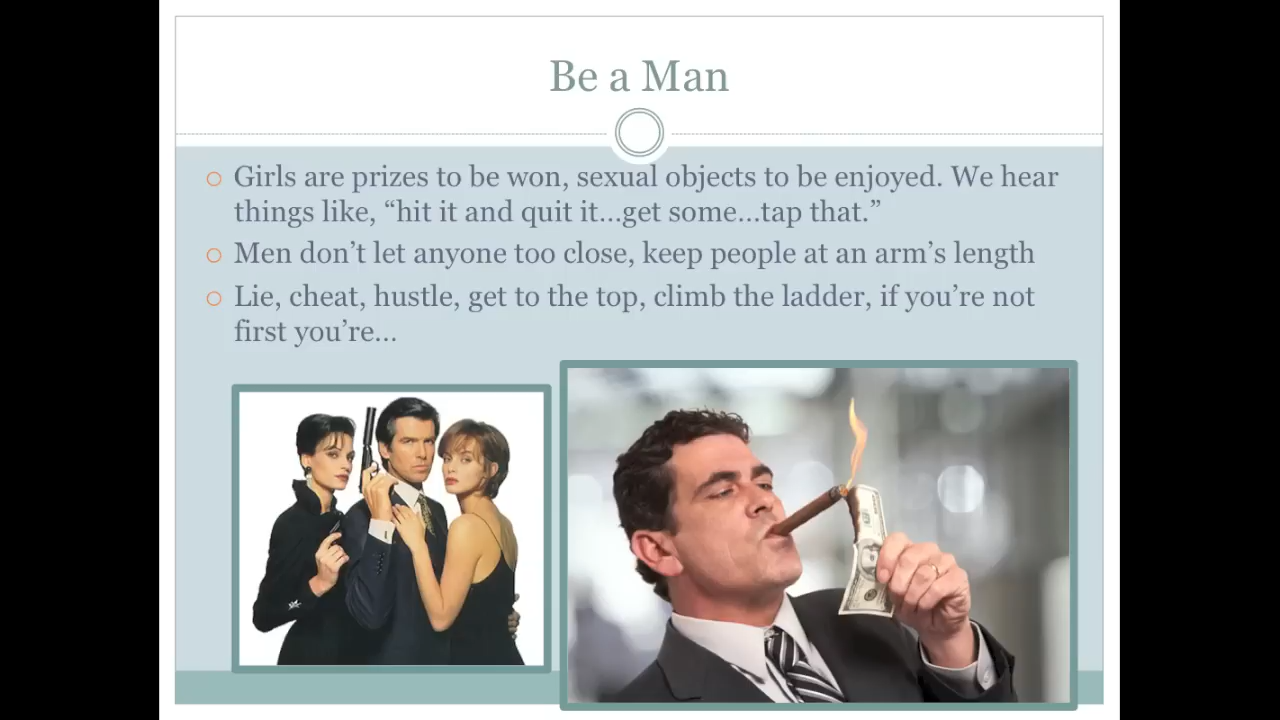 Be a Man
Girls are prizes to be won, sexual objects to be enjoyed. We hear
things like, “hit it and quit it…get some…tap that.”
Men don’t let anyone too close, keep people at an arm’s length
Lie, cheat, hustle, get to the top, climb the ladder, if you’re not
first you’re…